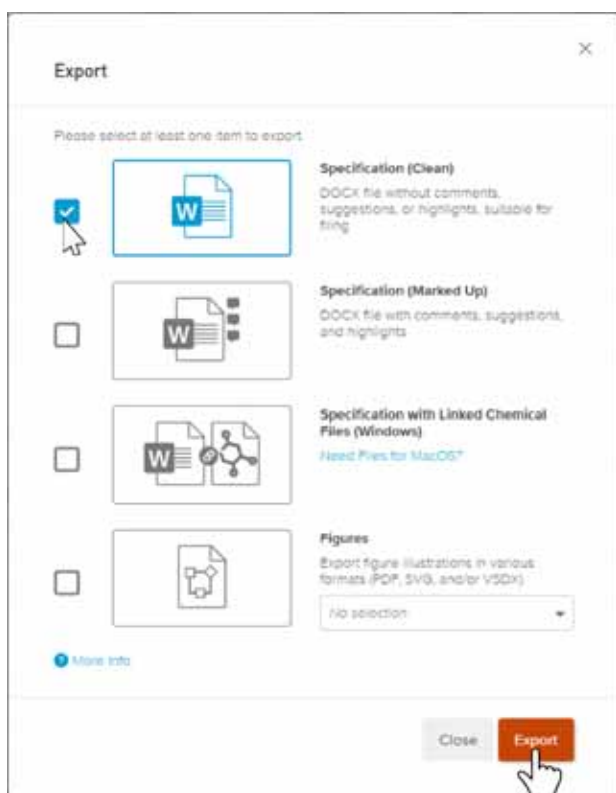 Export
Please select at least one item to export
Specification (Clean)
DOCX file without comments,
suggestions, or highlights, suitable for
filing
W
Specification (Marked Up)
DOCX file with comments, suggestions,
and highlights
W
Specification with Linked Chemical
Files (Windows)
Need Files for MacOS?
W
Figures
Export figure illustrations in various
formats (PDF, SVG, and/or VSDX)
No selection
? More Info
Close
Export